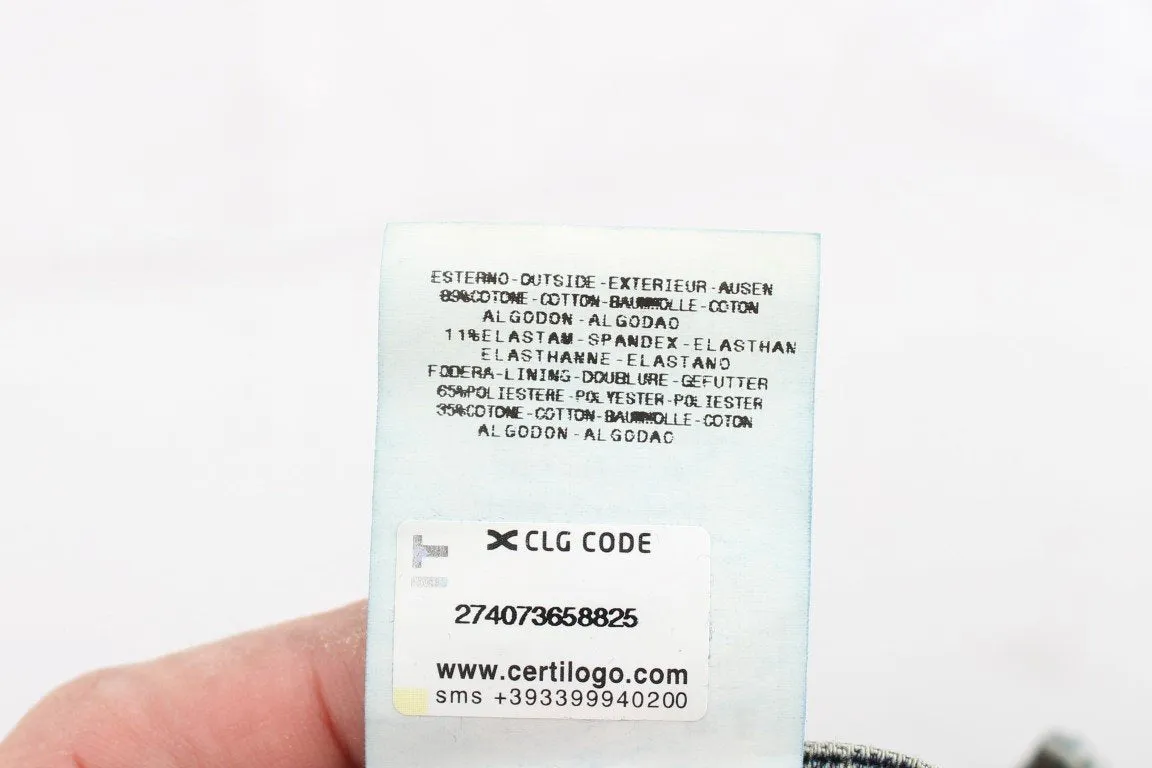 ESTERNO-OUTSIDE-EXTERIEUR-AUSEN
89%COTONE-COTTON-BAUMWOLLE-COTON
ALGODON-ALGODAO
11%ELASTAM-SPANDEX-ELASTHAN
ELASTHANNE-ELASTANO
FODERA-LINING-DOUBLURE-GEFUTTER
65%POLIESTERE-POLYESTER-POLIESTER
35%COTONE-COTTON-BAUMWOLLE-COTON
ALGODON-ALGODAO
CLG CODE
274073658825
www.certilogo.com
sms +393399940200